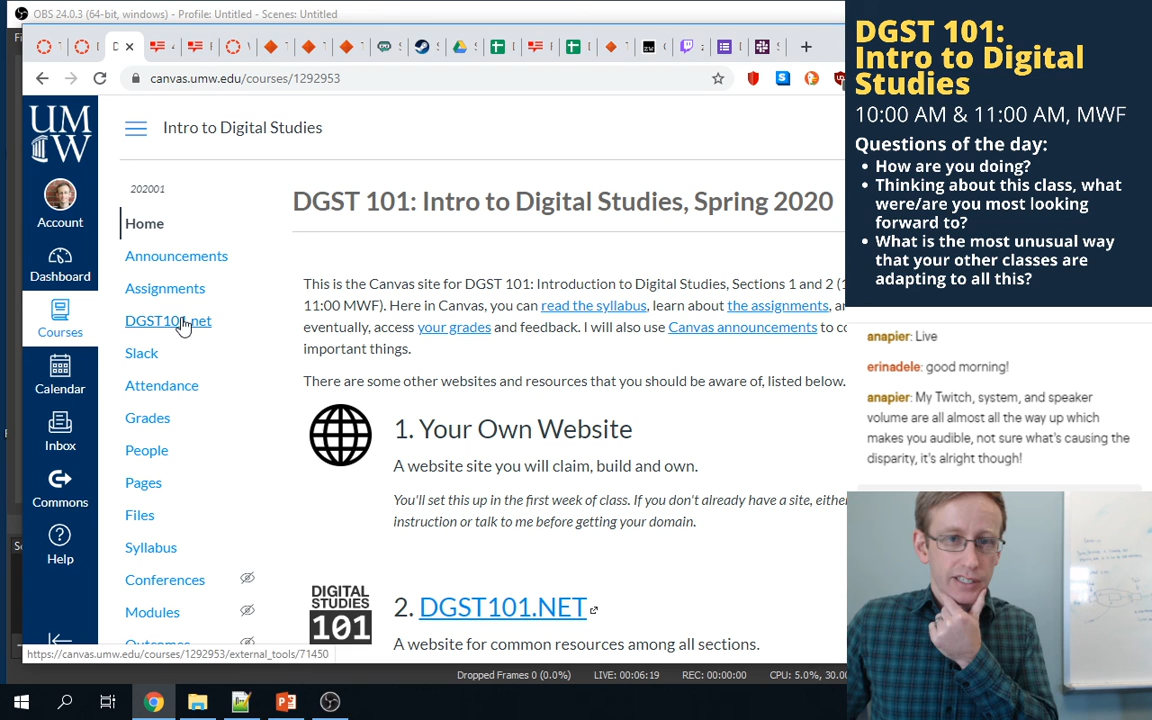 OBS 24.0.3 (64-bit, windows) - Profile: Untitled - Scenes: Untitled
canvas.umw.edu/courses/1292953
UM
W
Account
Dashboard
Courses
Calendar
Inbox
Commons
Help
Intro to Digital Studies
202001
Home
Announcements
Assignments
DGST101.net
Slack
Attendance
Grades
People
Pages
Files
Syllabus
Conferences
Modules
Outcomes
DGST 101: Intro to Digital Studies, Spring 2020
This is the Canvas site for DGST 101: Introduction to Digital Studies, Sections 1 and 2 (1
11:00 MWF). Here in Canvas, you can read the syllabus, learn about the assignments, a
eventually, access your grades and feedback. I will also use Canvas announcements to co
important things.
There are some other websites and resources that you should be aware of, listed below.
1. Your Own Website
A website site you will claim, build and own.
You'll set this up in the first week of class. If you don't already have a site, eithe
instruction or talk to me before getting your domain.
DIGITAL
STUDIES
101
2. DGST101.NET
A website for common resources among all sections.
https://canvas.umw.edu/courses/1292953/external_tools/71450
Dropped Frames 0 (0.0%) LIVE: 00:06:19 REC: 00:00:00 CPU: 5.0%, 30.00
DGST 101:
Intro to Digital
Studies
10:00 AM & 11:00 AM, MWF
Questions of the day:
• How are you doing?
• Thinking about this class, what
were/are you most looking
forward to?
• What is the most unusual way
that your other classes are
adapting to all this?
anapier: Live
erinadele: good morning!
anapier: My Twitch, system, and speaker
volume are all almost all the way up which
makes you audible, not sure what's causing the
disparity, it's alright though!